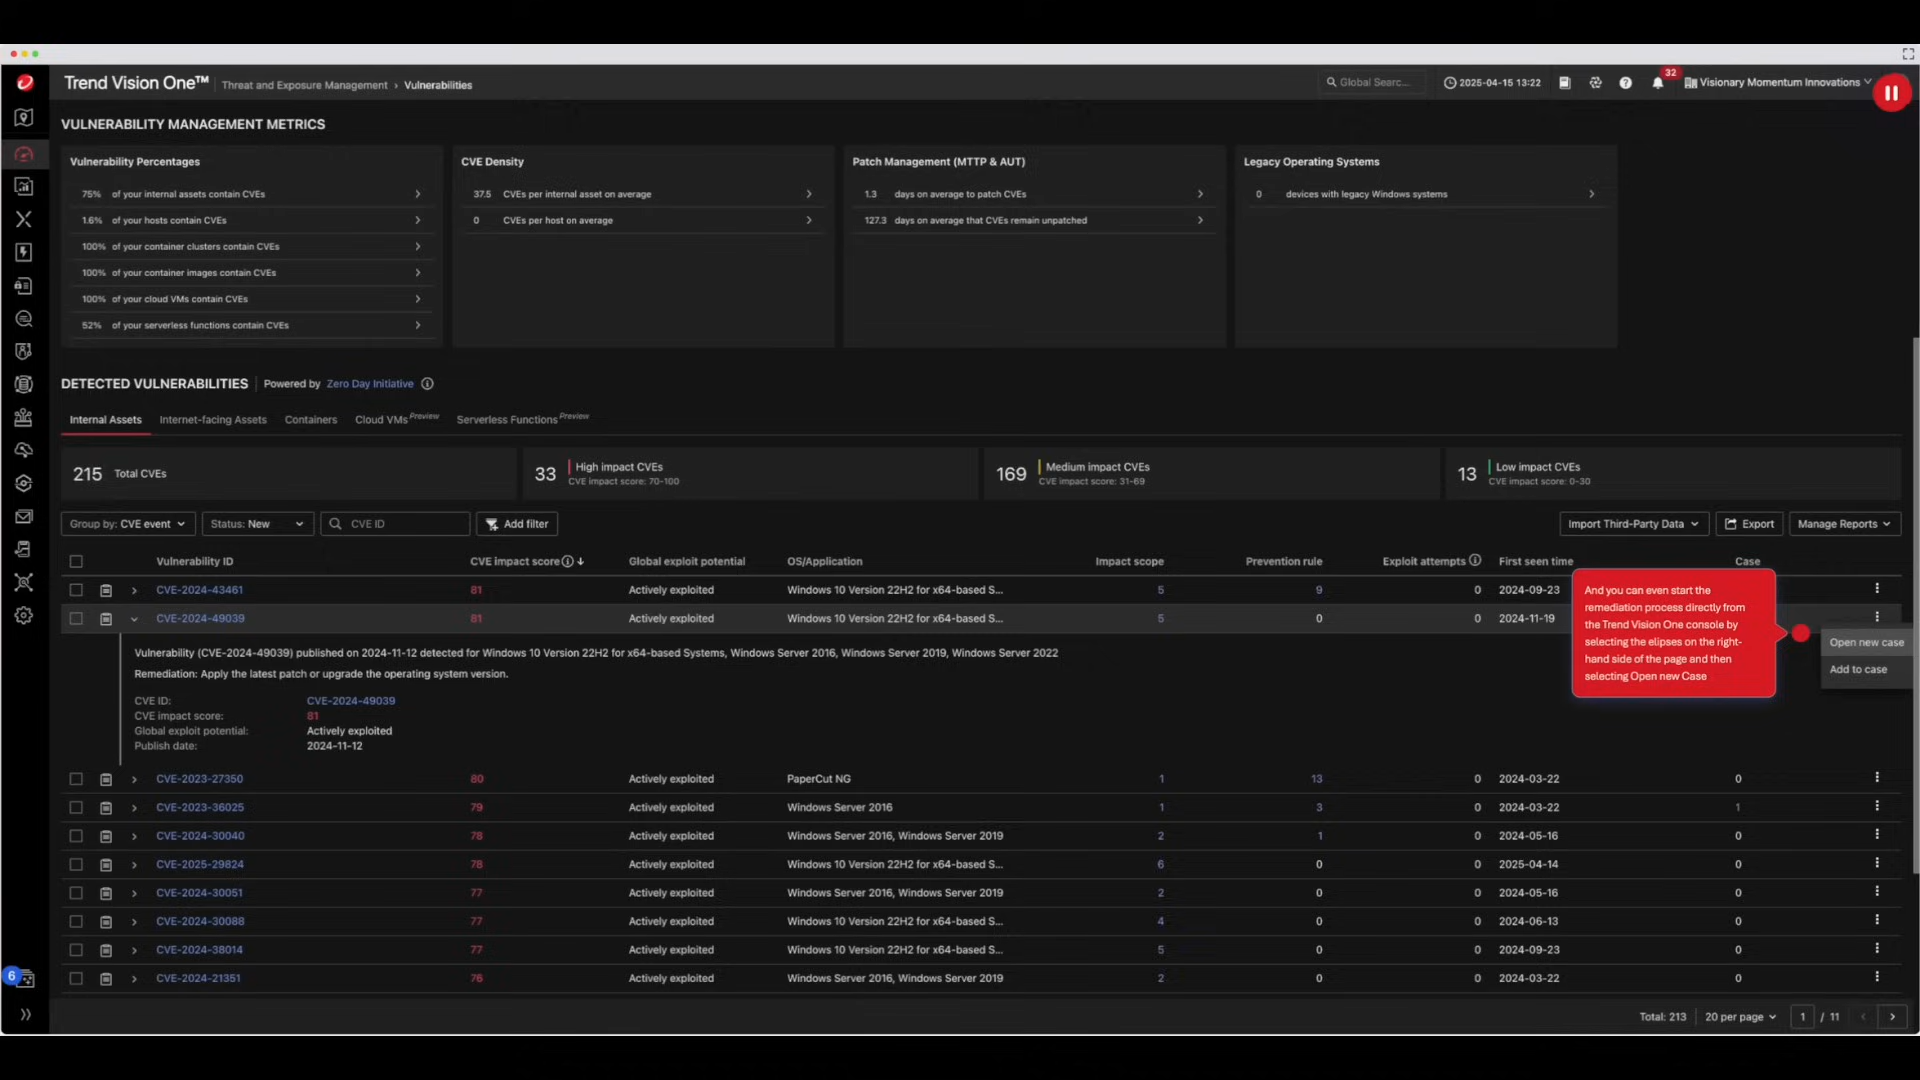 Trend Vision One™ Threat and Exposure Management › Vulnerabilities
Global Searc... 2025-04-15 13:22 32 Visionary Momentum Innovations
VULNERABILITY MANAGEMENT METRICS
Vulnerability Percentages
75% of your internal assets contain CVEs
1.6% of your hosts contain CVEs
100% of your container clusters contain CVEs
100% of your container images contain CVEs
100% of your cloud VMs contain CVEs
52% of your serverless functions contain CVEs
CVE Density
37.5 CVEs per internal asset on average
0 CVEs per host on average
Patch Management (MTTP & AUT)
1.3 days on average to patch CVEs
127.3 days on average that CVEs remain unpatched
Legacy Operating Systems
0 devices with legacy Windows systems
DETECTED VULNERABILITIES Powered by Zero Day Initiative
Internal Assets Internet-facing Assets Containers Cloud VMs Preview Serverless Functions Preview
215 Total CVEs
33 High impact CVEs
CVE impact score: 70-100
169 Medium impact CVEs
CVE impact score: 31-69
13 Low impact CVEs
CVE impact score: 0-30
Group by: CVE event Status: New CVE ID Add filter Import Third-Party Data Export Manage Reports
Vulnerability ID CVE impact score Global exploit potential OS/Application Impact scope Prevention rule Exploit attempts First seen time Case
CVE-2024-43461 81 Actively exploited Windows 10 Version 22H2 for x64-based S... 5 9 0 2024-09-23
CVE-2024-49039 81 Actively exploited Windows 10 Version 22H2 for x64-based S... 5 0 0 2024-11-19
And you can even start the
remediation process directly from
the Trend Vision One console by
selecting the elipses on the right-
hand side of the page and then
selecting Open new Case
Open new case
Add to case
Vulnerability (CVE-2024-49039) published on 2024-11-12 detected for Windows 10 Version 22H2 for x64-based Systems, Windows Server 2016, Windows Server 2019, Windows Server 2022
Remediation: Apply the latest patch or upgrade the operating system version.
CVE ID: CVE-2024-49039
CVE impact score: 81
Global exploit potential: Actively exploited
Publish date: 2024-11-12
CVE-2023-27350 80 Actively exploited PaperCut NG 1 13 0 2024-03-22 0
CVE-2023-36025 79 Actively exploited Windows Server 2016 1 3 0 2024-03-22 1
CVE-2024-30040 78 Actively exploited Windows Server 2016, Windows Server 2019 2 1 0 2024-05-16 0
CVE-2025-29824 78 Actively exploited Windows 10 Version 22H2 for x64-based S... 6 0 0 2025-04-14 0
CVE-2024-30051 77 Actively exploited Windows Server 2016, Windows Server 2019 2 0 0 2024-05-16 0
CVE-2024-30088 77 Actively exploited Windows 10 Version 22H2 for x64-based S... 4 0 0 2024-06-13 0
CVE-2024-38014 77 Actively exploited Windows 10 Version 22H2 for x64-based S... 5 0 0 2024-09-23 0
CVE-2024-21351 76 Actively exploited Windows Server 2016, Windows Server 2019 2 0 0 2024-03-22 0
6
Total: 213 20 per page 1 / 11